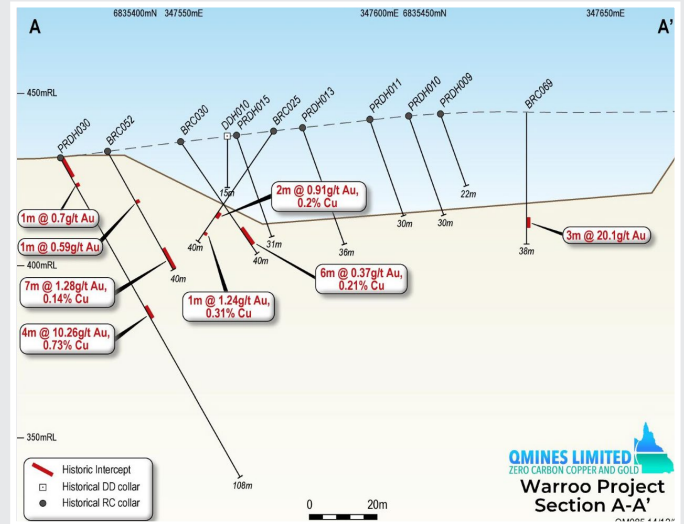 A
6835400mN 347550mE
347600mE 6835450mN
347650mE
A'
450mRL
PRDH030
BRC052
BRC030
DDH010
PRDH015
BRC025
PRDH013
PRDH011
PRDH010
PRDH009
BRC069
15m
22m
2m @ 0.91g/t Au,
0.2% Cu
1m @ 0.7g/t Au
30m
30m
1m @ 0.59g/t Au
40m
31m
36m
40m
38m
3m @ 20.1g/t Au
400mRL
40m
7m @ 1.28g/t Au,
0.14% Cu
6m @ 0.37g/t Au,
0.21% Cu
1m @ 1.24g/t Au,
0.31% Cu
4m @ 10.26g/t Au,
0.73% Cu
350mRL
108m
Historic Intercept
Historical DD collar
Historical RC collar
0 20m
QMINES LIMITED
ZERO CARBON COPPER AND GOLD
Warroo Project
Section A-A'